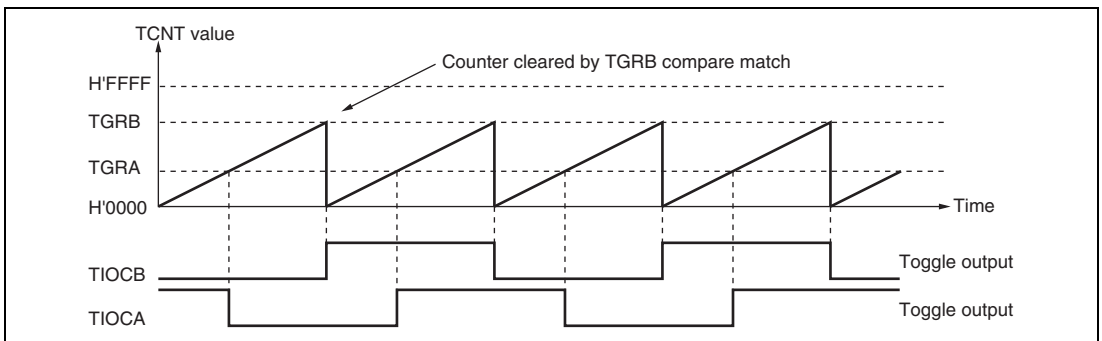 TCNT value
Counter cleared by TGRB compare match
H'FFFF
TGRB
TGRA
H'0000
Time
TIOCB
Toggle output
TIOCA
Toggle output